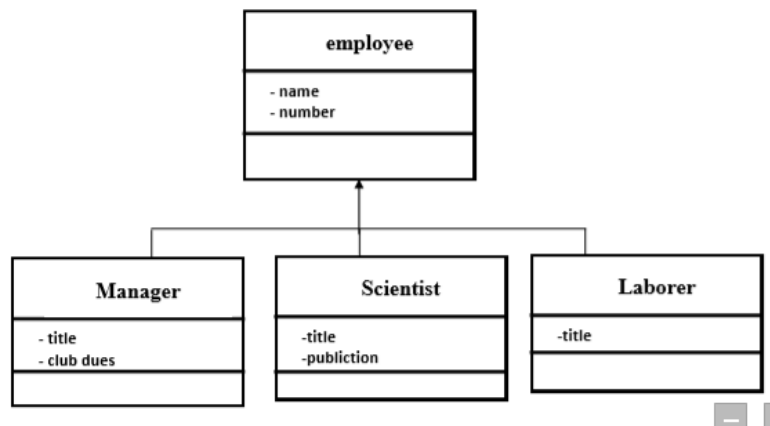 employee
- name
- number
Manager
- title
- club dues
Scientist
-title
-publiction
Laborer
-title